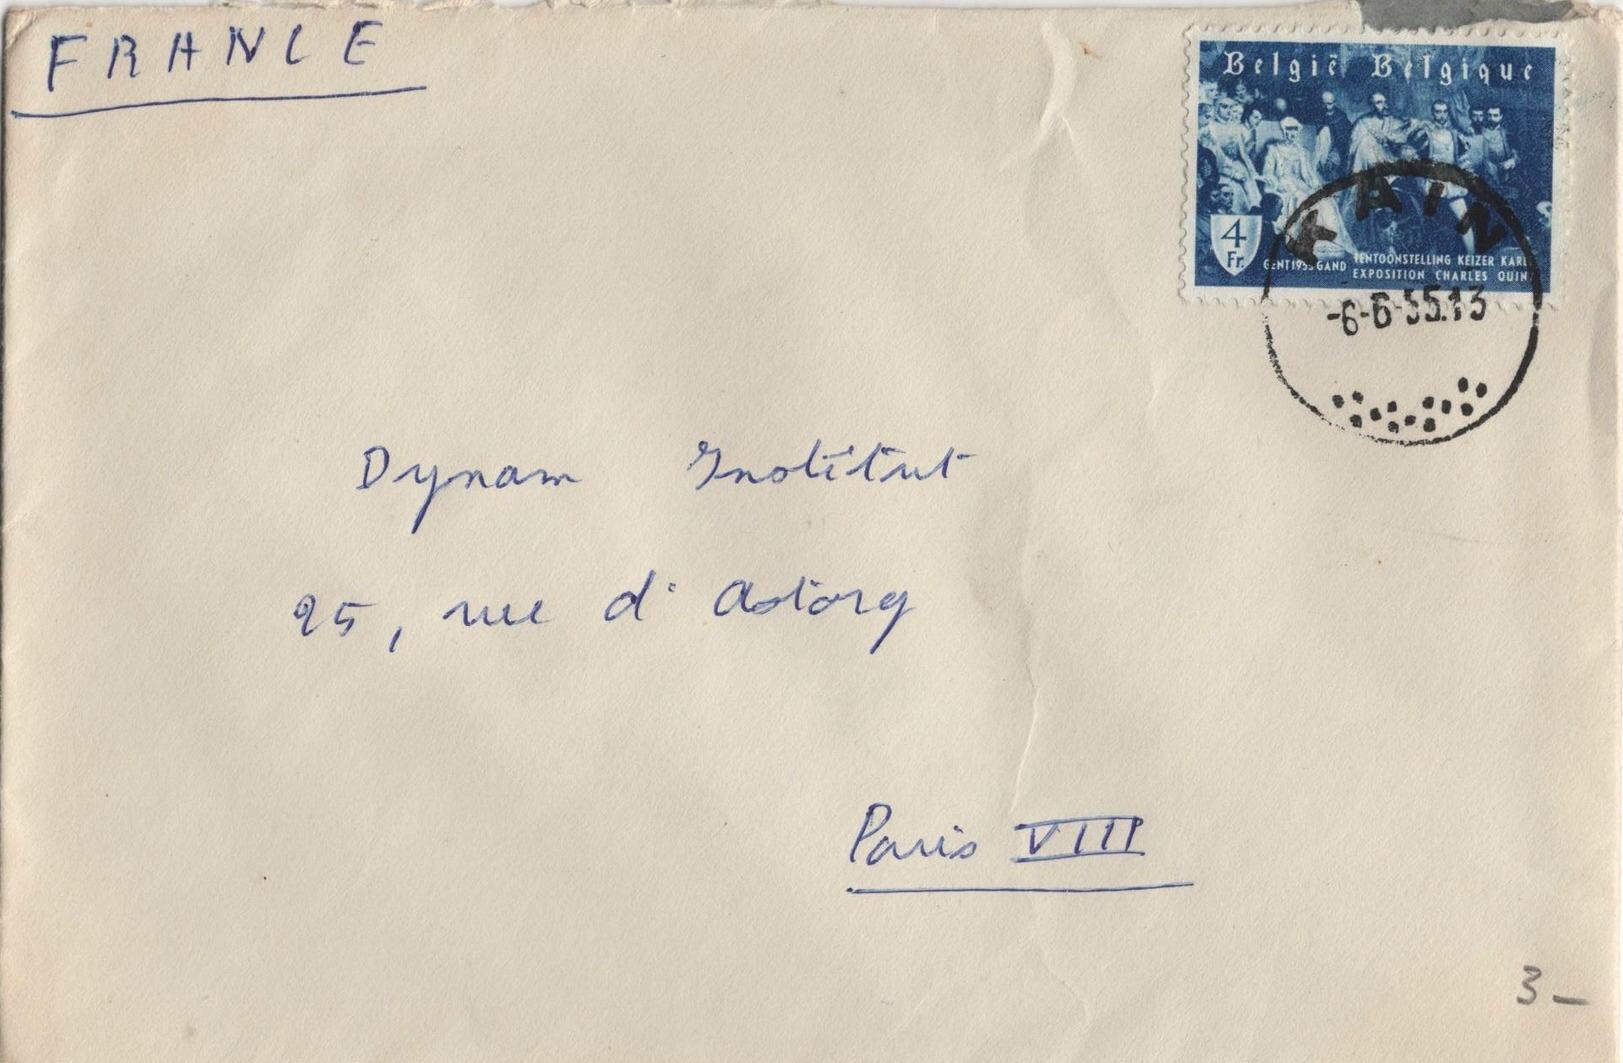 FRANCE
België Belgique
4
Fr.
GENT 1955 GAND
TENTOONSTELLING KEIZER KAREL
EXPOSITION CHARLES QUINT
KAIN
-6-6-55.13
Dynam Institut
25, rue d'Astorg
Paris VIII
3_